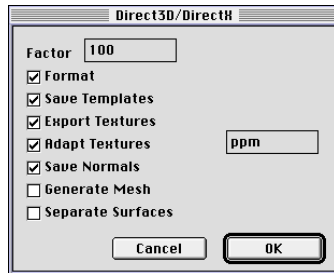 Direct3D/DirectX
Factor 100
Format
Save Templates
Export Textures
Adapt Textures ppm
Save Normals
Generate Mesh
Separate Surfaces
Cancel OK